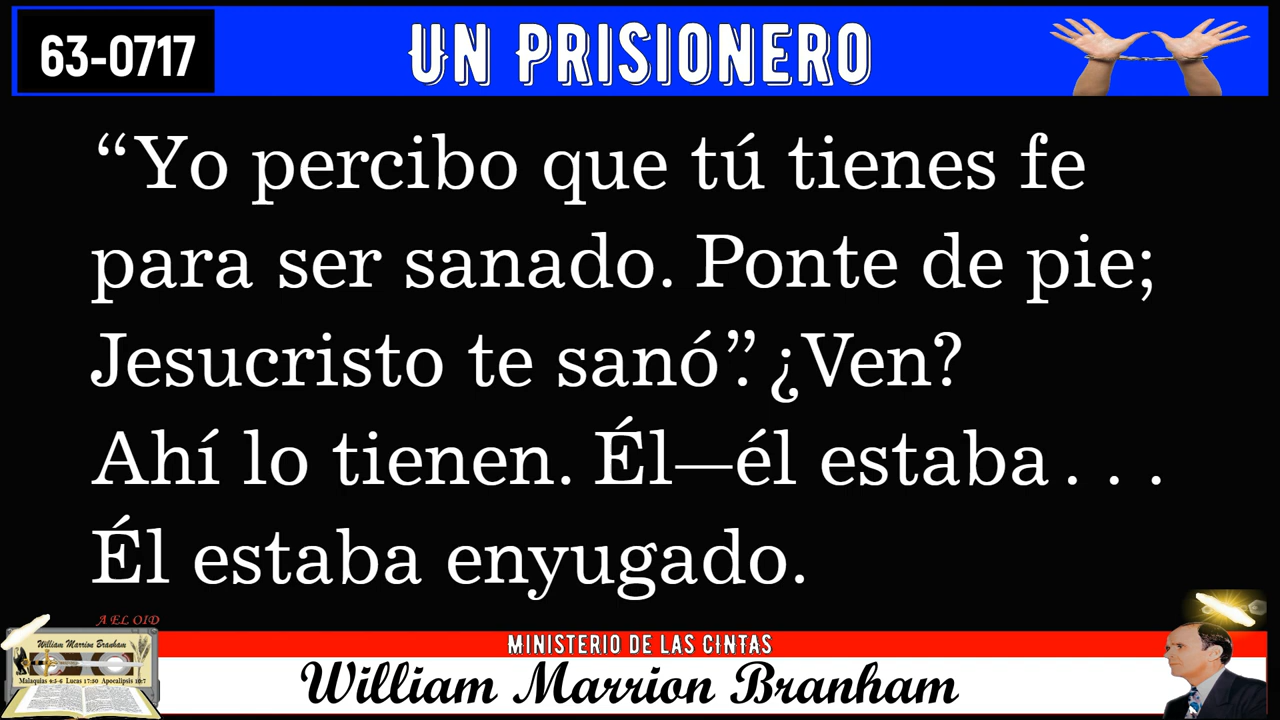 63-0717
UN PRISIONERO
“Yo percibo que tú tienes fe
para ser sanado. Ponte de pie;
Jesucristo te sanó”. ¿Ven?
Ahí lo tienen. Él—él estaba . . .
Él estaba enyugado.
A EL OID
William Marrion Branham
Malaquias 4:5-6 Lucas 17:30 Apocalipsis 10:7
MINISTERIO DE LAS CINTAS
William Marrion Branham